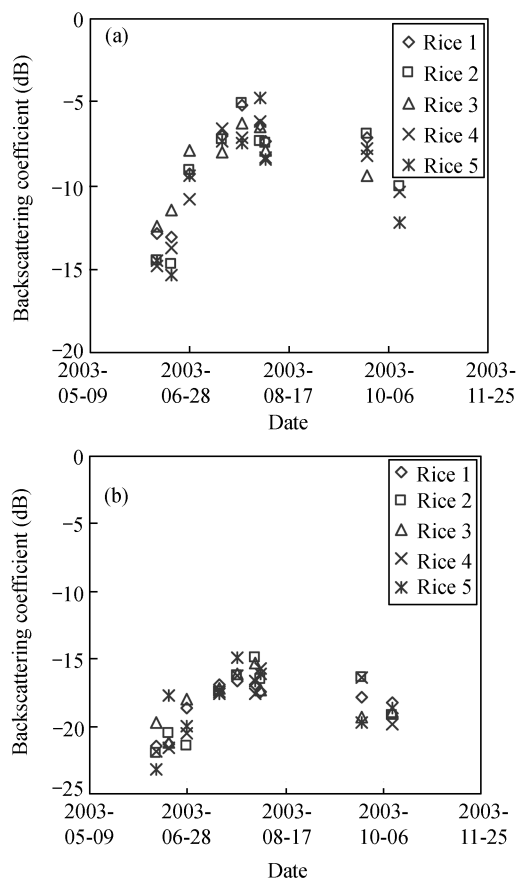 (a)
Rice 1
Rice 2
Rice 3
Rice 4
Rice 5
Backscattering coefficient (dB)
0
−5
−10
−15
−20
2003-
05-09
2003-
06-28
2003-
08-17
2003-
10-06
2003-
11-25
Date
(b)
Rice 1
Rice 2
Rice 3
Rice 4
Rice 5
Backscattering coefficient (dB)
0
−5
−10
−15
−20
−25
2003-
05-09
2003-
06-28
2003-
08-17
2003-
10-06
2003-
11-25
Date